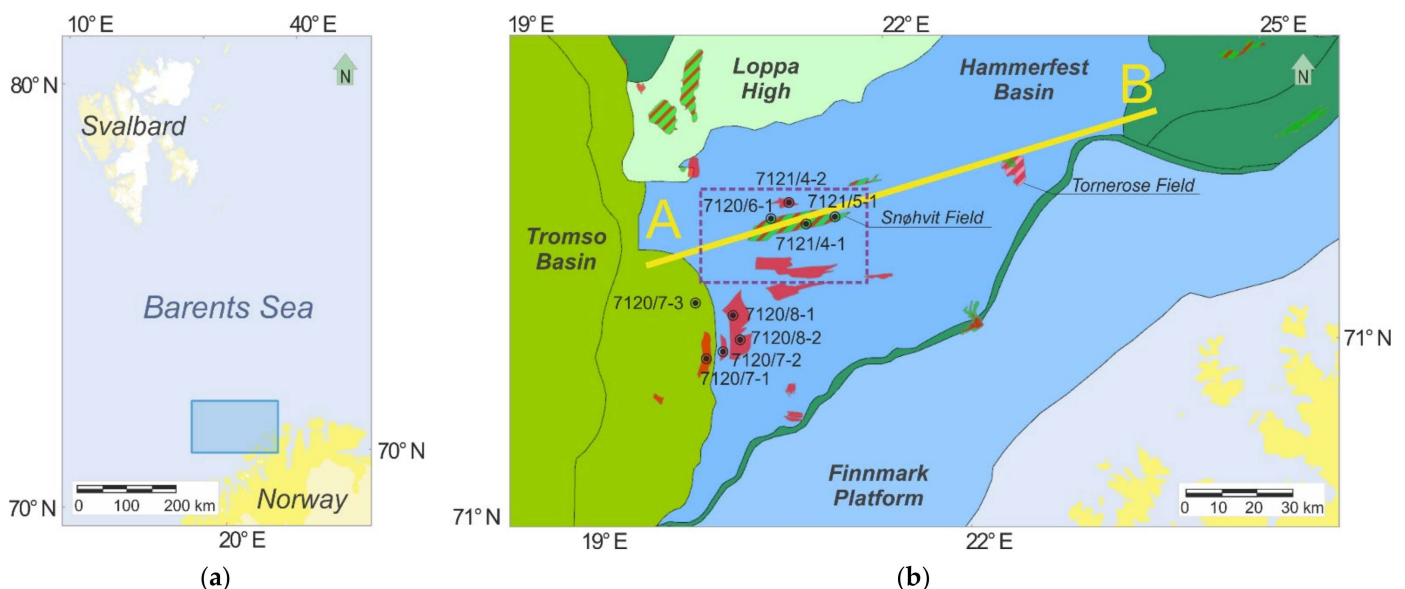 10° E
40° E
80° N
N
Svalbard
Barents Sea
70° N
0
100
200 km
Norway
70° N
20° E
(a)
19° E
22° E
25° E
Loppa
High
Hammerfest
Basin
B
N
7121/4-2
7120/6-1
7121/5-1
Tornerose Field
A
Snøhvit Field
7121/4-1
Tromso
Basin
7120/7-3
7120/8-1
7120/8-2
7120/7-2
7120/7-1
71° N
Finnmark
Platform
0
10
20
30 km
71° N
19° E
22° E
(b)